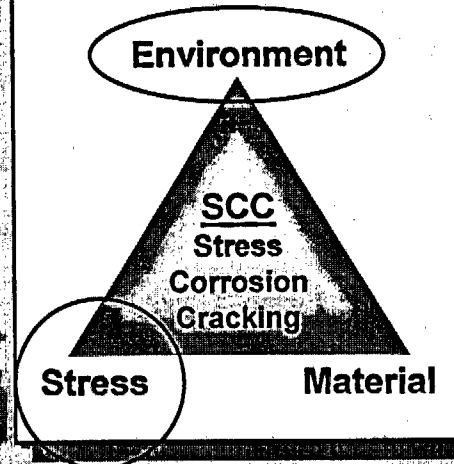 Environment
SCC
Stress
Corrosion
Cracking
Stress
Material